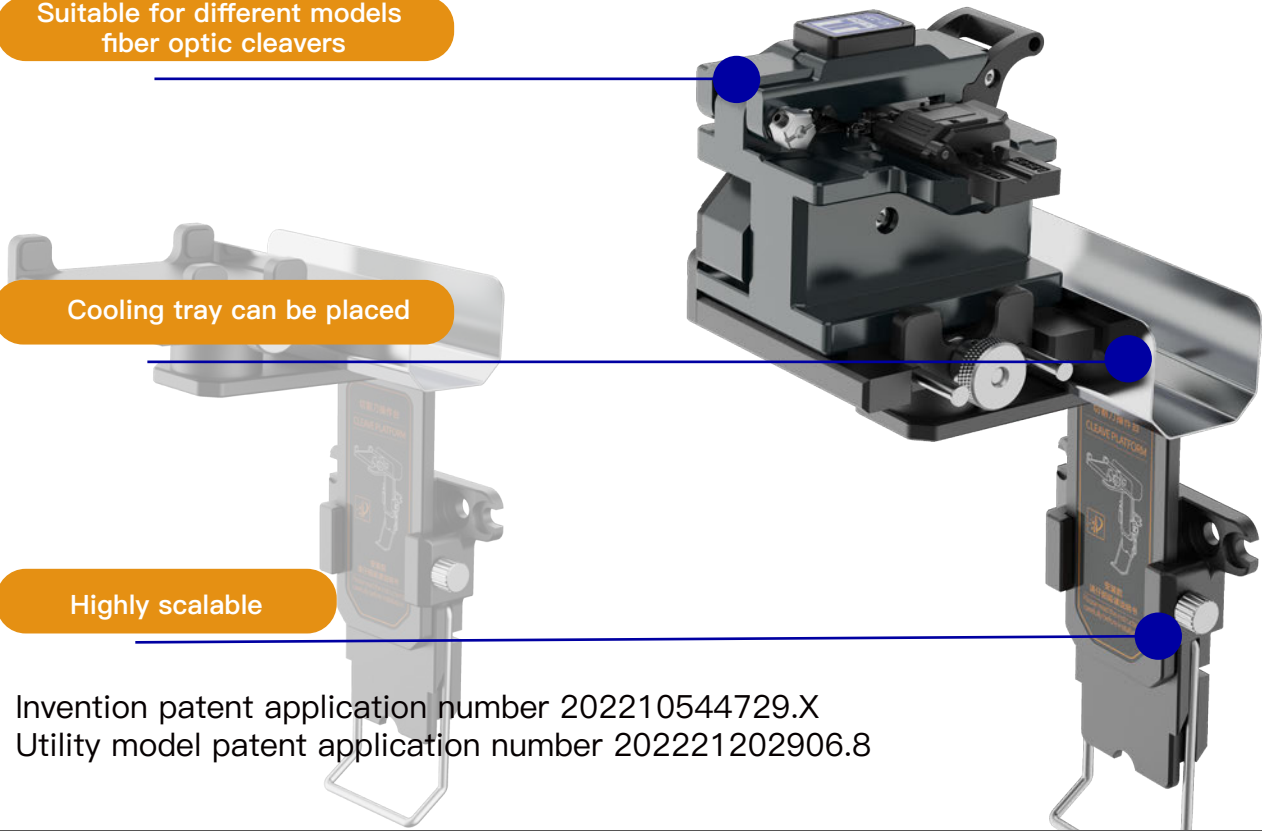 Suitable for different models
fiber optic cleavers
Cooling tray can be placed
CLEAVE PLATFORM
CLEAVE PLATFORM
Highly scalable
Invention patent application number 202210544729.X
Utility model patent application number 202221202906.8